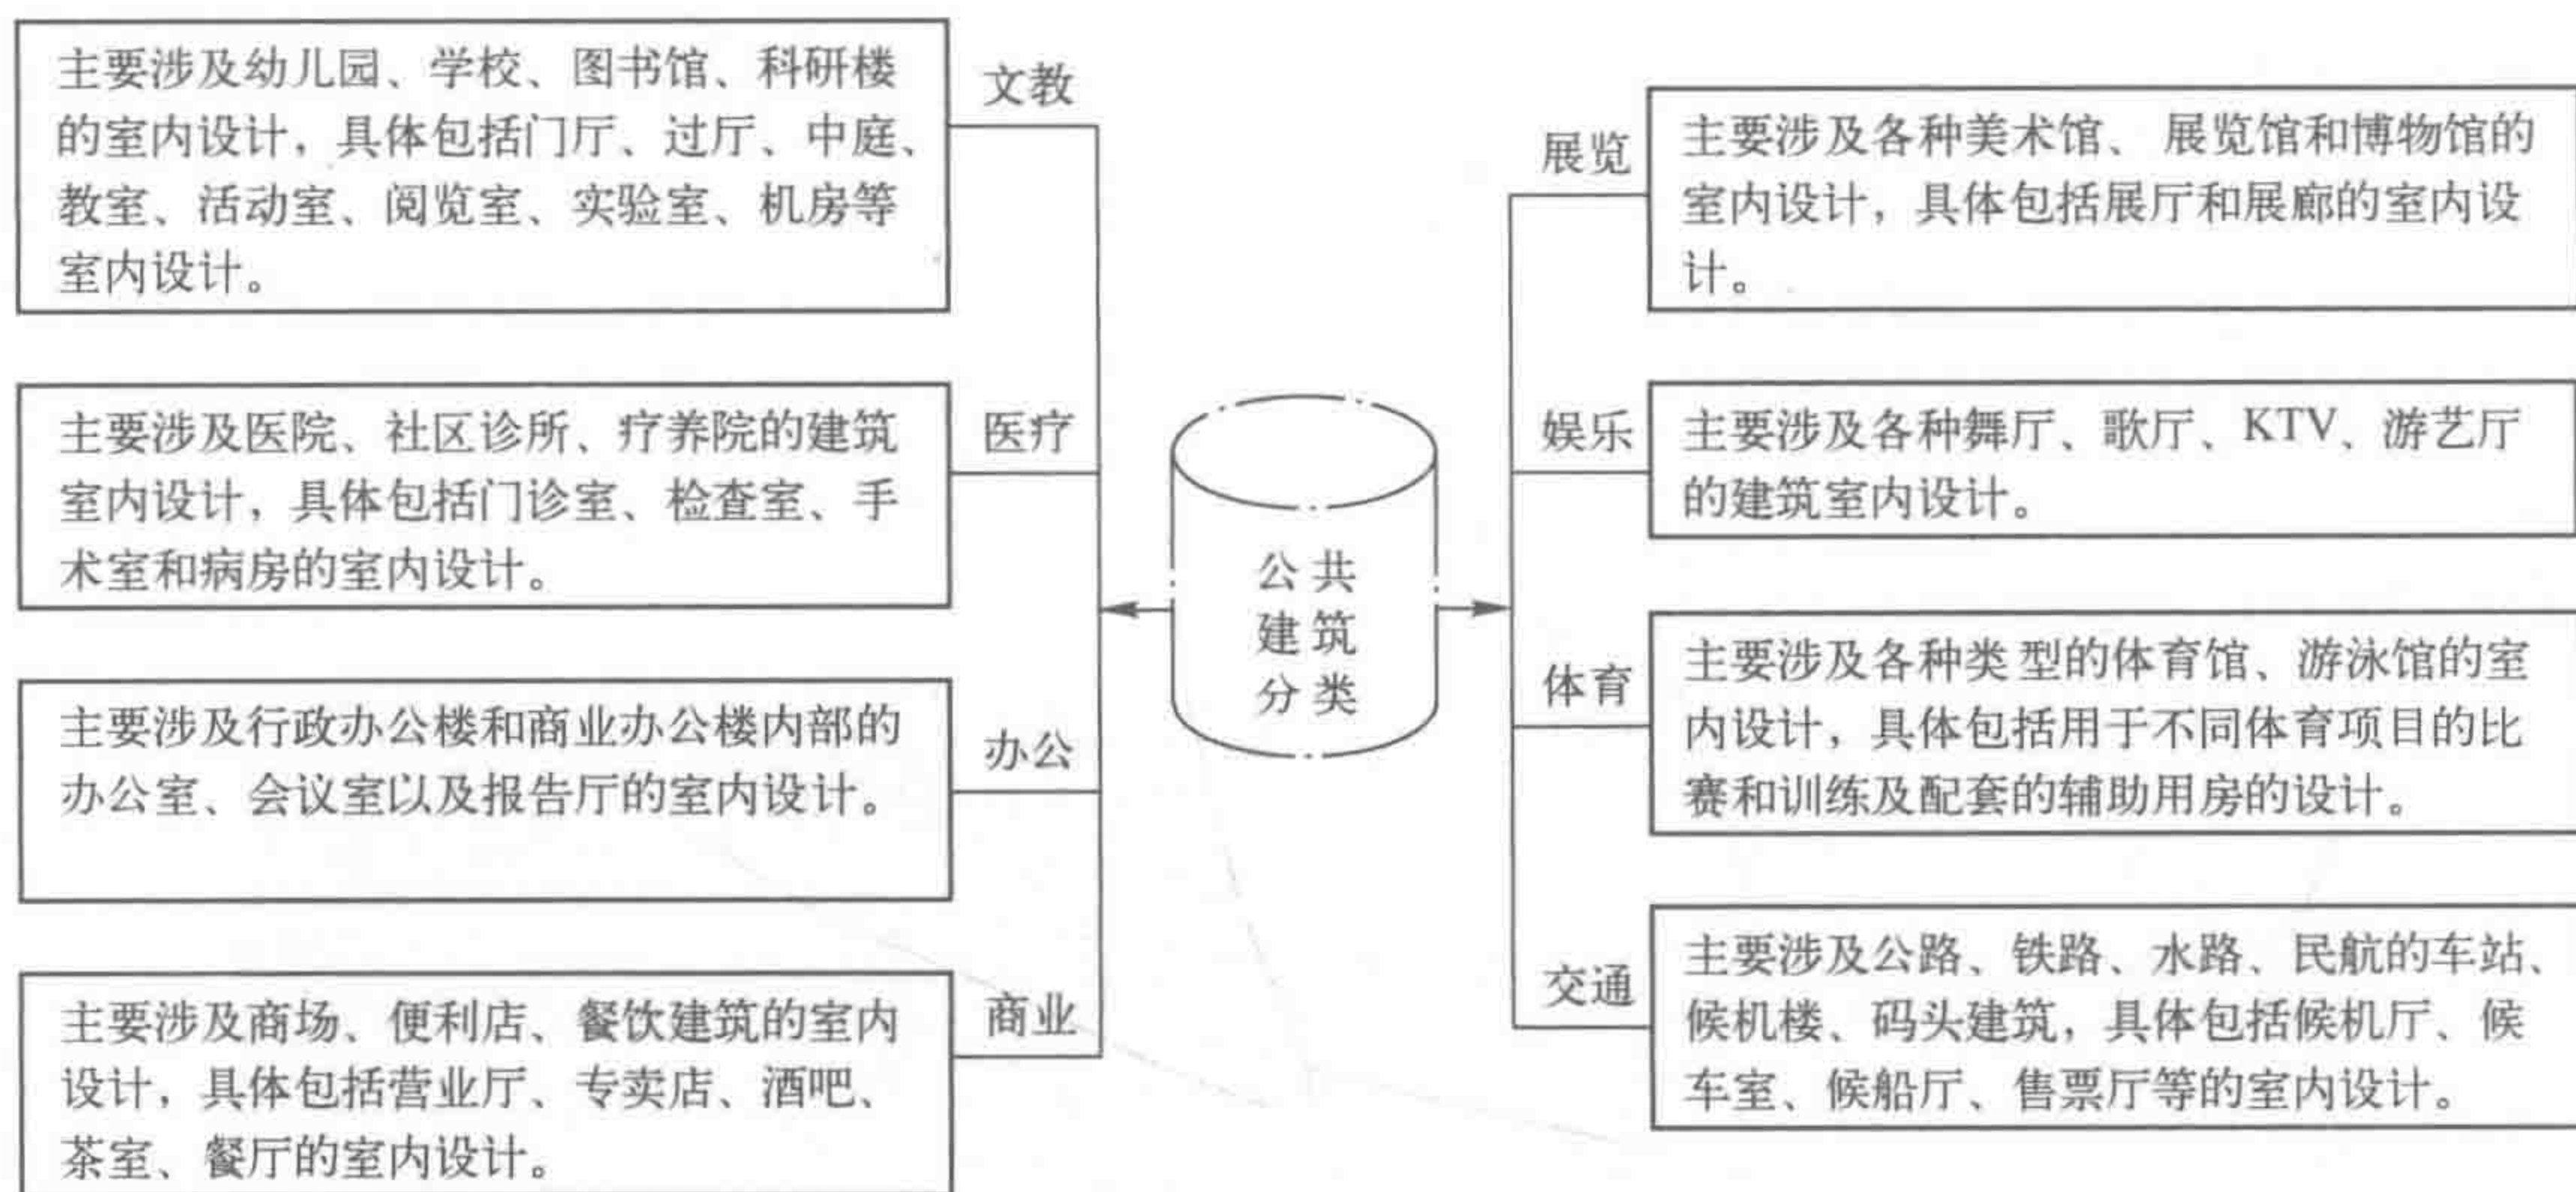 文教
主要涉及幼儿园、学校、图书馆、科研楼
的室内设计，具体包括门厅、过厅、中庭、
教室、活动室、阅览室、实验室、机房等
室内设计。
医疗
主要涉及医院、社区诊所、疗养院的建筑
室内设计，具体包括门诊室、检查室、手
术室和病房的室内设计。
办公
主要涉及行政办公楼和商业办公楼内部的
办公室、会议室以及报告厅的室内设计。
商业
主要涉及商场、便利店、餐饮建筑的室内
设计，具体包括营业厅、专卖店、酒吧、
茶室、餐厅的室内设计。
公共
建筑
分类
展览
主要涉及各种美术馆、展览馆和博物馆的
室内设计，具体包括展厅和展廊的室内设
计。
娱乐
主要涉及各种舞厅、歌厅、KTV、游艺厅
的建筑室内设计。
体育
主要涉及各种类型的体育馆、游泳馆的室
内设计，具体包括用于不同体育项目的比
赛和训练及配套的辅助用房的设计。
交通
主要涉及公路、铁路、水路、民航的车站、
候机楼、码头建筑，具体包括候机厅、候
车室、候船厅、售票厅等的室内设计。